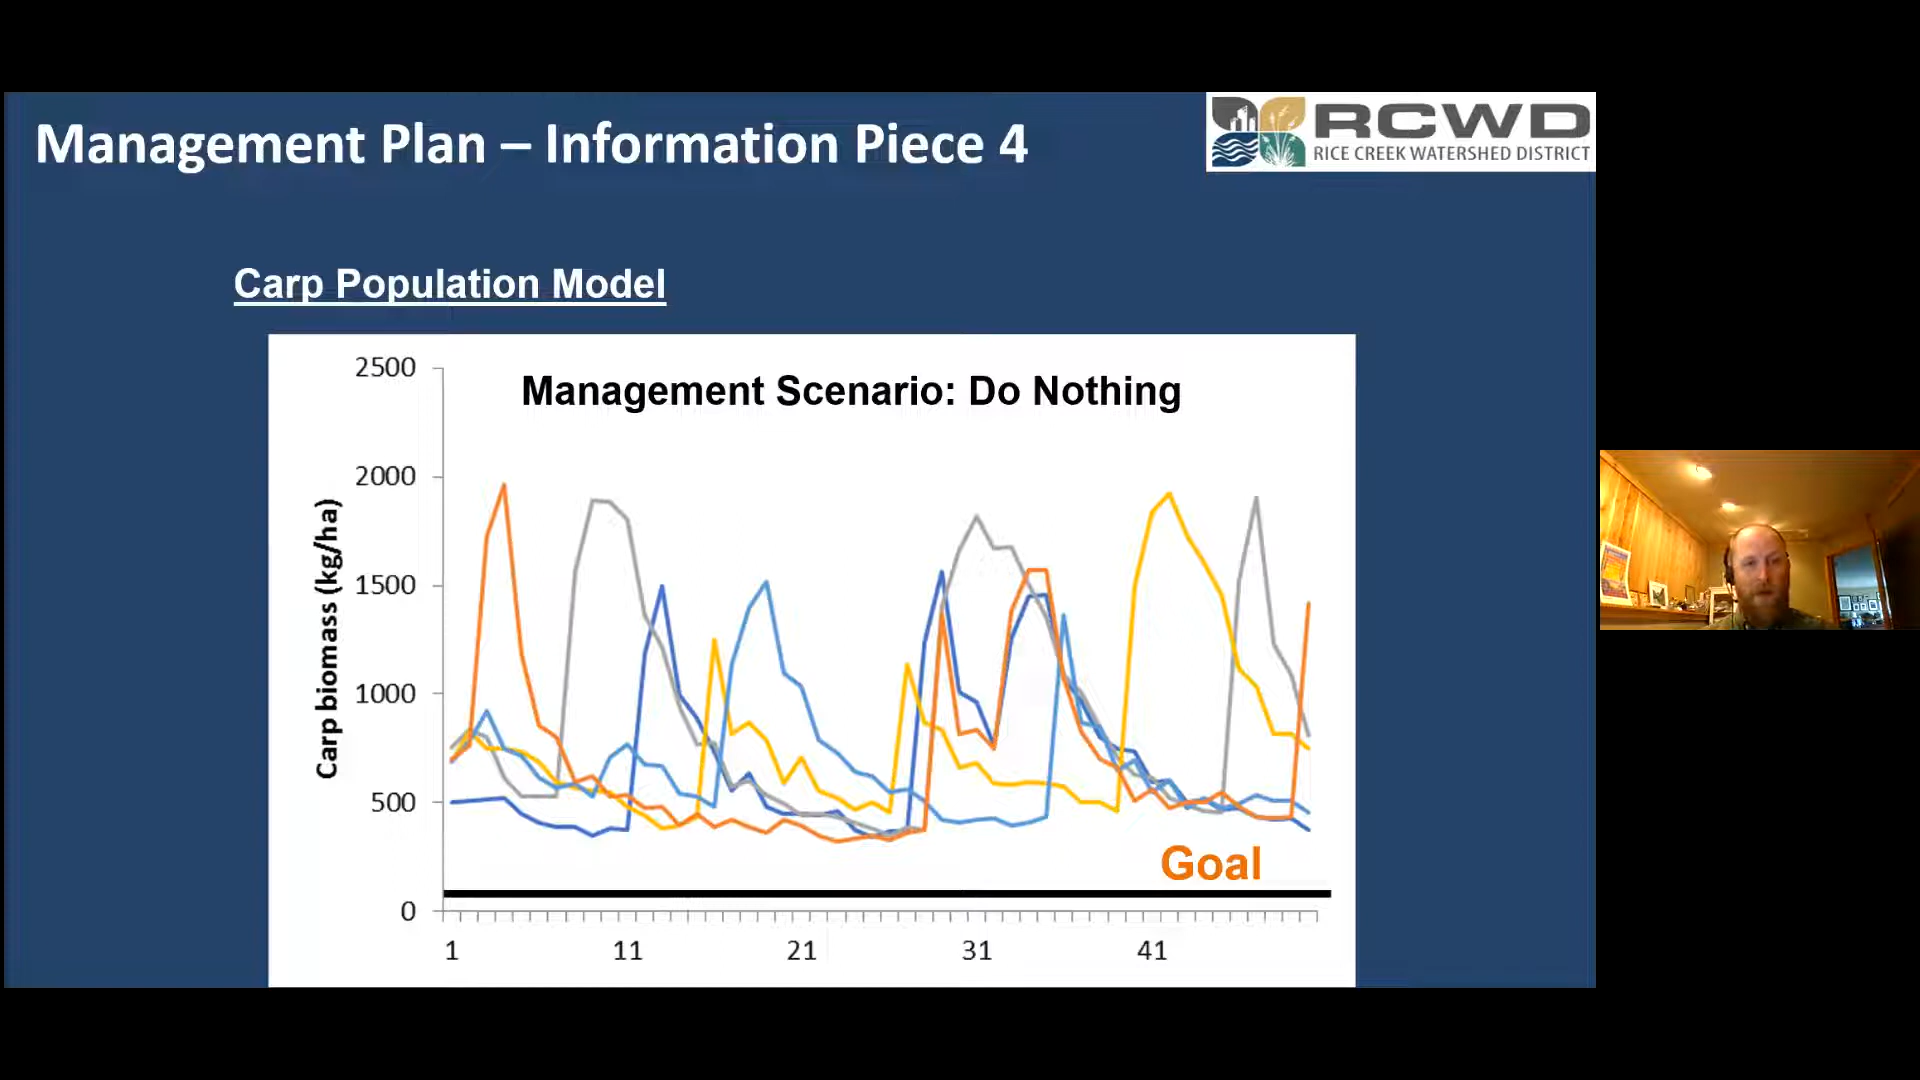 Management Plan – Information Piece 4
RCWD
RICE CREEK WATERSHED DISTRICT
Carp Population Model
Management Scenario: Do Nothing
Carp biomass (kg/ha)
2500
2000
1500
1000
500
0
Goal
1 11 21 31 41